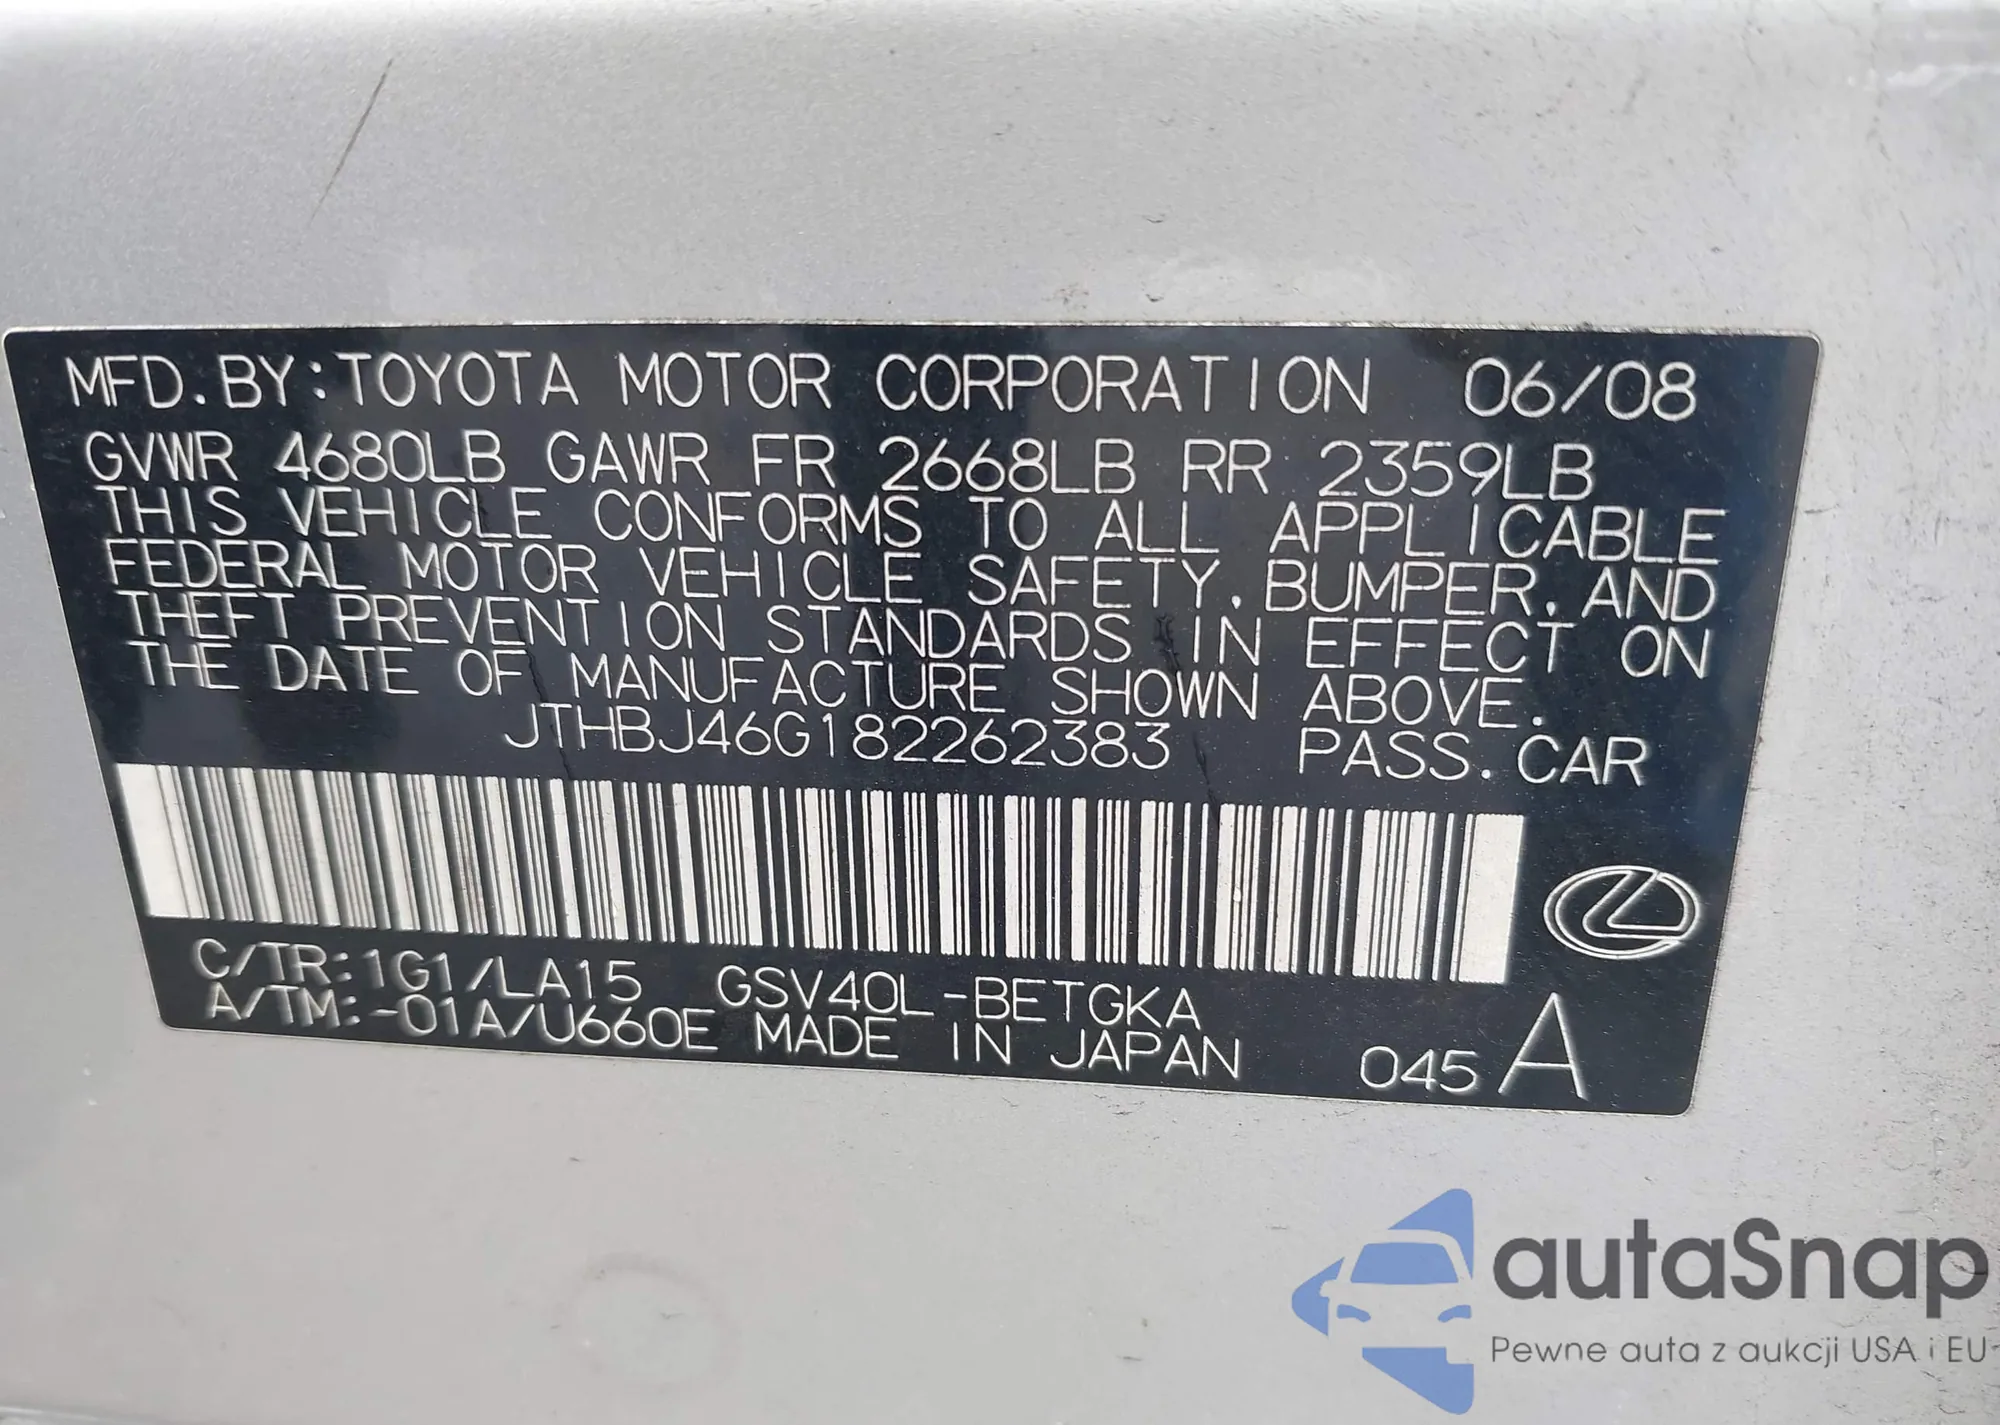 MFD. BY: TOYOTA MOTOR CORPORATION 06/08
GVWR 4680LB GAWR FR 2668LB RR 2359LB
THIS VEHICLE CONFORMS TO ALL APPLICABLE
FEDERAL MOTOR VEHICLE SAFETY, BUMPER, AND
THEFT PREVENTION STANDARDS IN EFFECT ON
THE DATE OF MANUFACTURE SHOWN ABOVE.
JTHBJ46G182262383 PASS. CAR
C/TR: 1G1/LA15 GSV40L-BETGKA
A/TM: -01A/U660E MADE IN JAPAN 045 A
autaSnap
Pewne auta z aukcji USA i EU